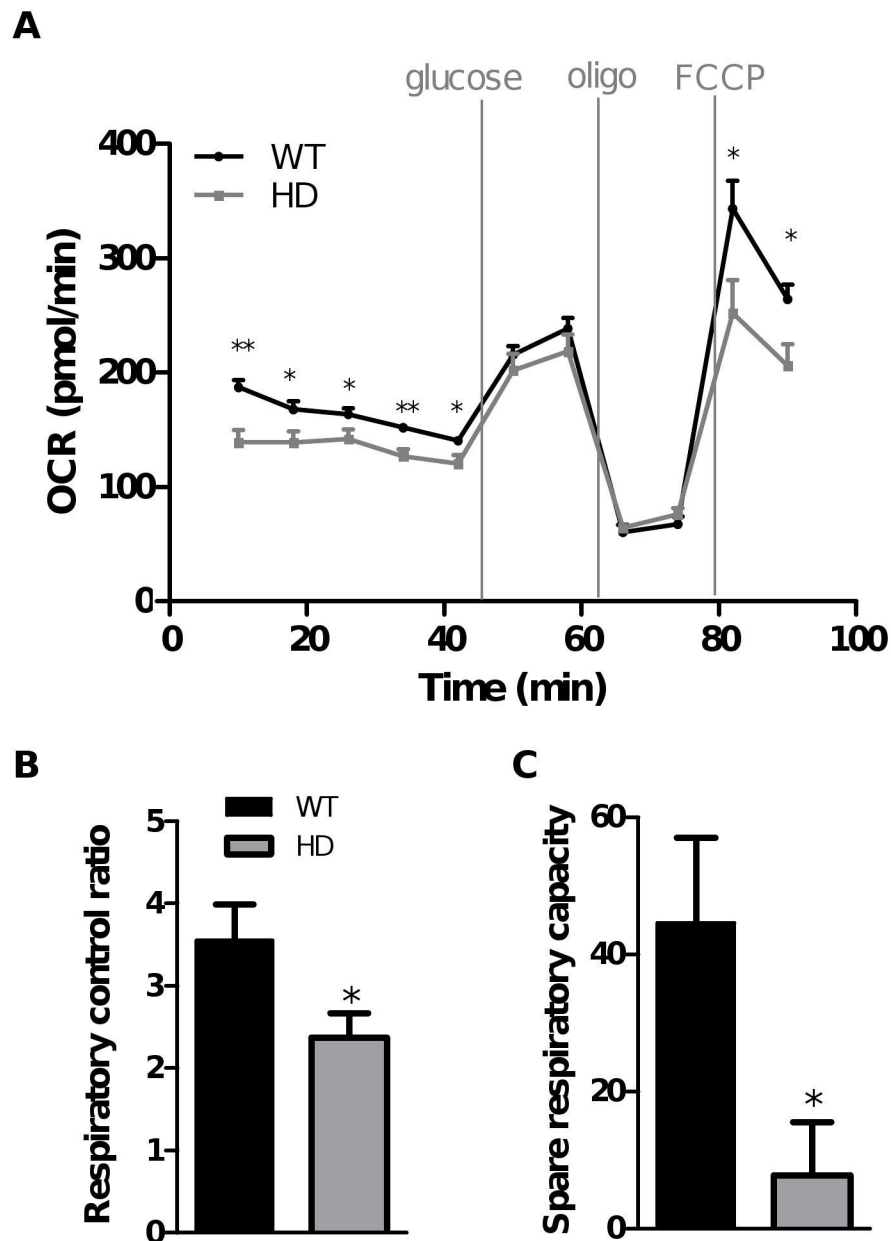 A
glucose oligo FCCP
WT
HD
OCR (pmol/min)
400
300
200
100
0
** * * ** * * *
0 20 40 60 80 100
Time (min)
B
WT
HD
Respiratory control ratio
5
4
3
2
1
0
*
C
Spare respiratory capacity
60
40
20
0
*